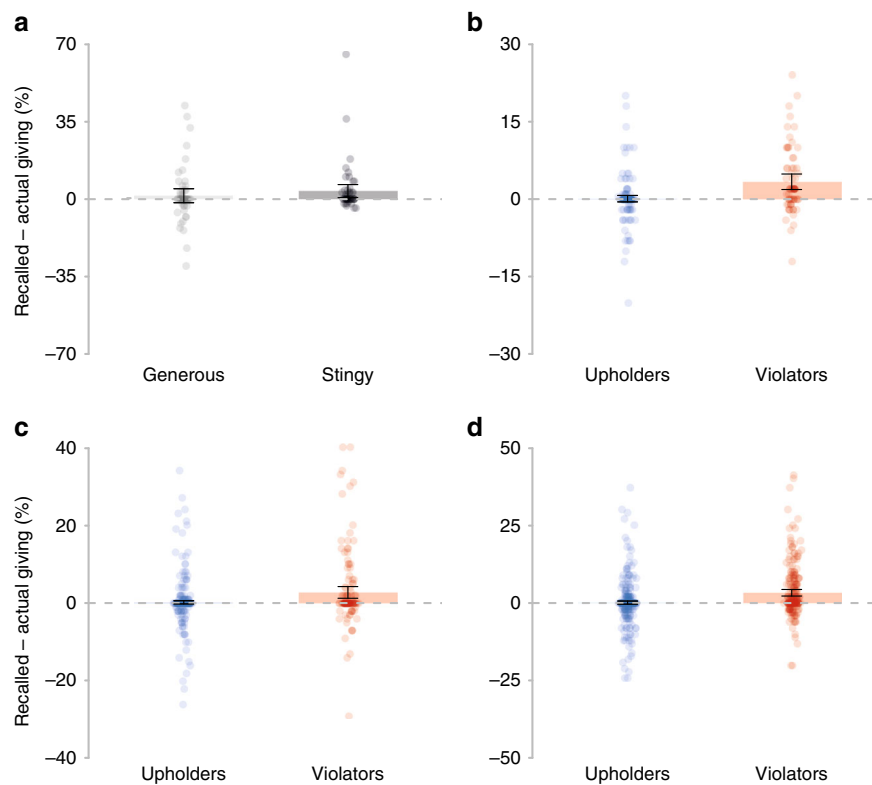 a
Recalled – actual giving (%)
70
35
0
–35
–70
Generous Stingy
b
30
15
0
–15
–30
Upholders Violators
c
Recalled – actual giving (%)
40
20
0
–20
–40
Upholders Violators
d
50
25
0
–25
–50
Upholders Violators